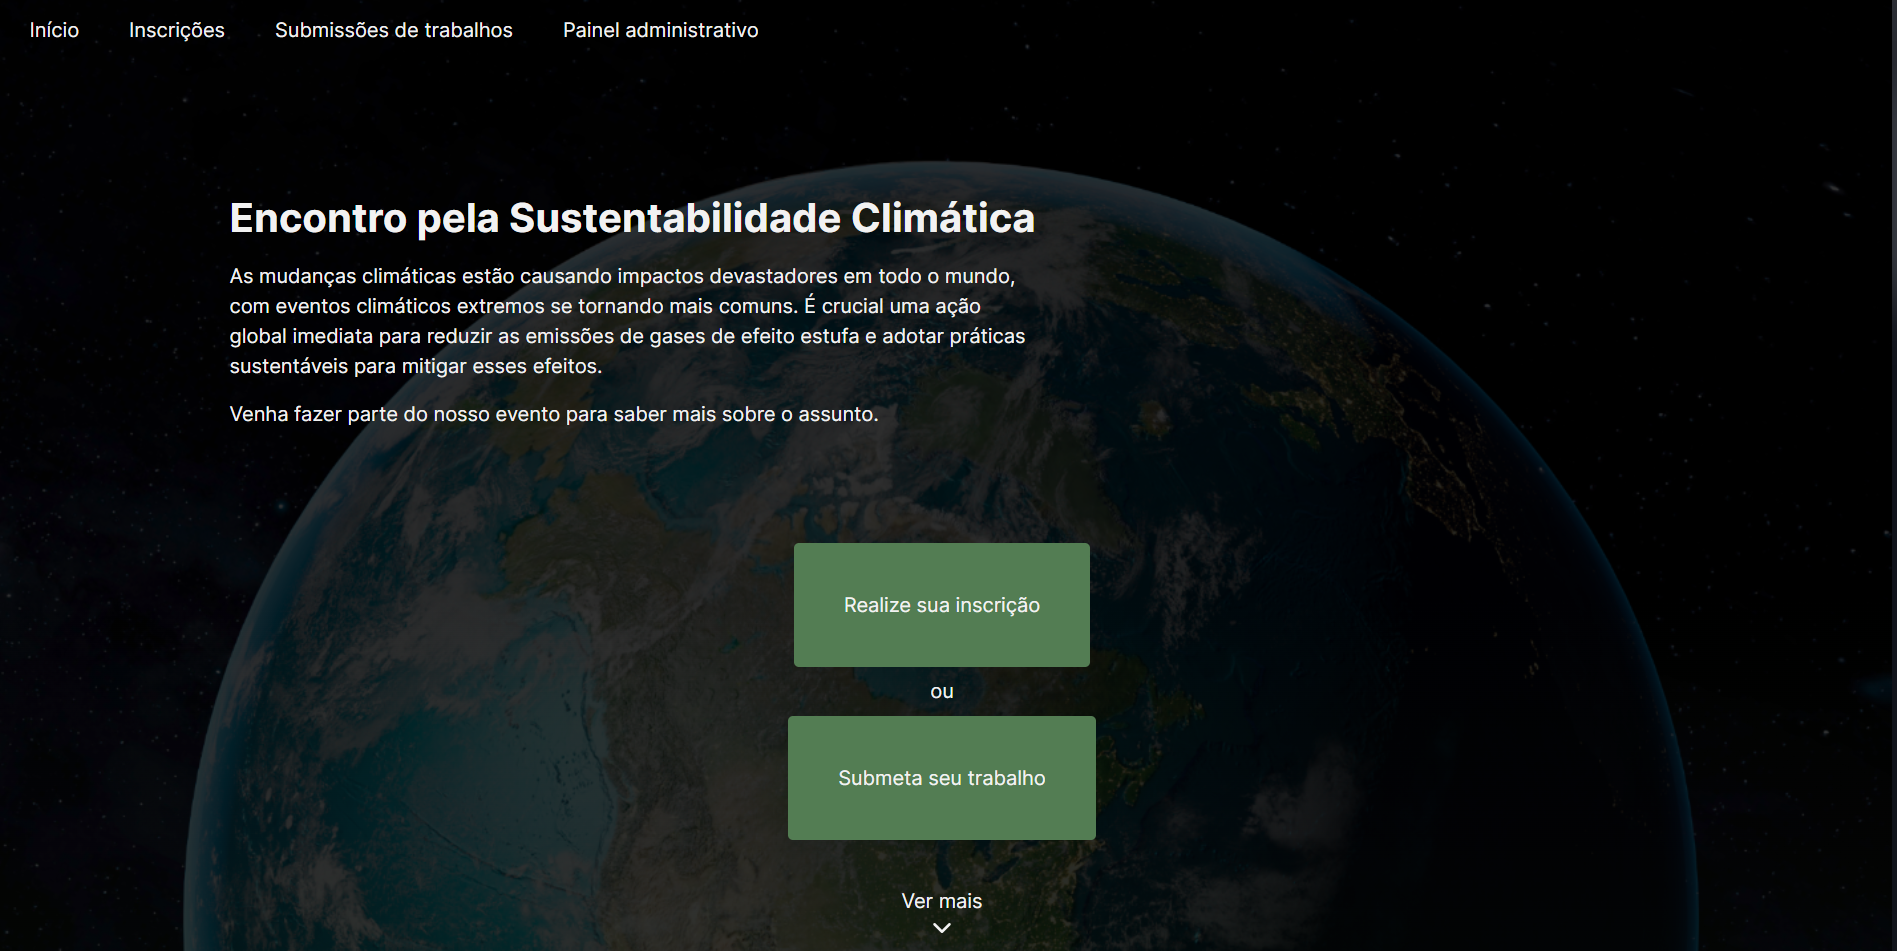 Início Inscrições Submissões de trabalhos Painel administrativo
Encontro pela Sustentabilidade Climática
As mudanças climáticas estão causando impactos devastadores em todo o mundo,
com eventos climáticos extremos se tornando mais comuns. É crucial uma ação
global imediata para reduzir as emissões de gases de efeito estufa e adotar práticas
sustentáveis para mitigar esses efeitos.
Venha fazer parte do nosso evento para saber mais sobre o assunto.
Realize sua inscrição
ou
Submeta seu trabalho
Ver mais